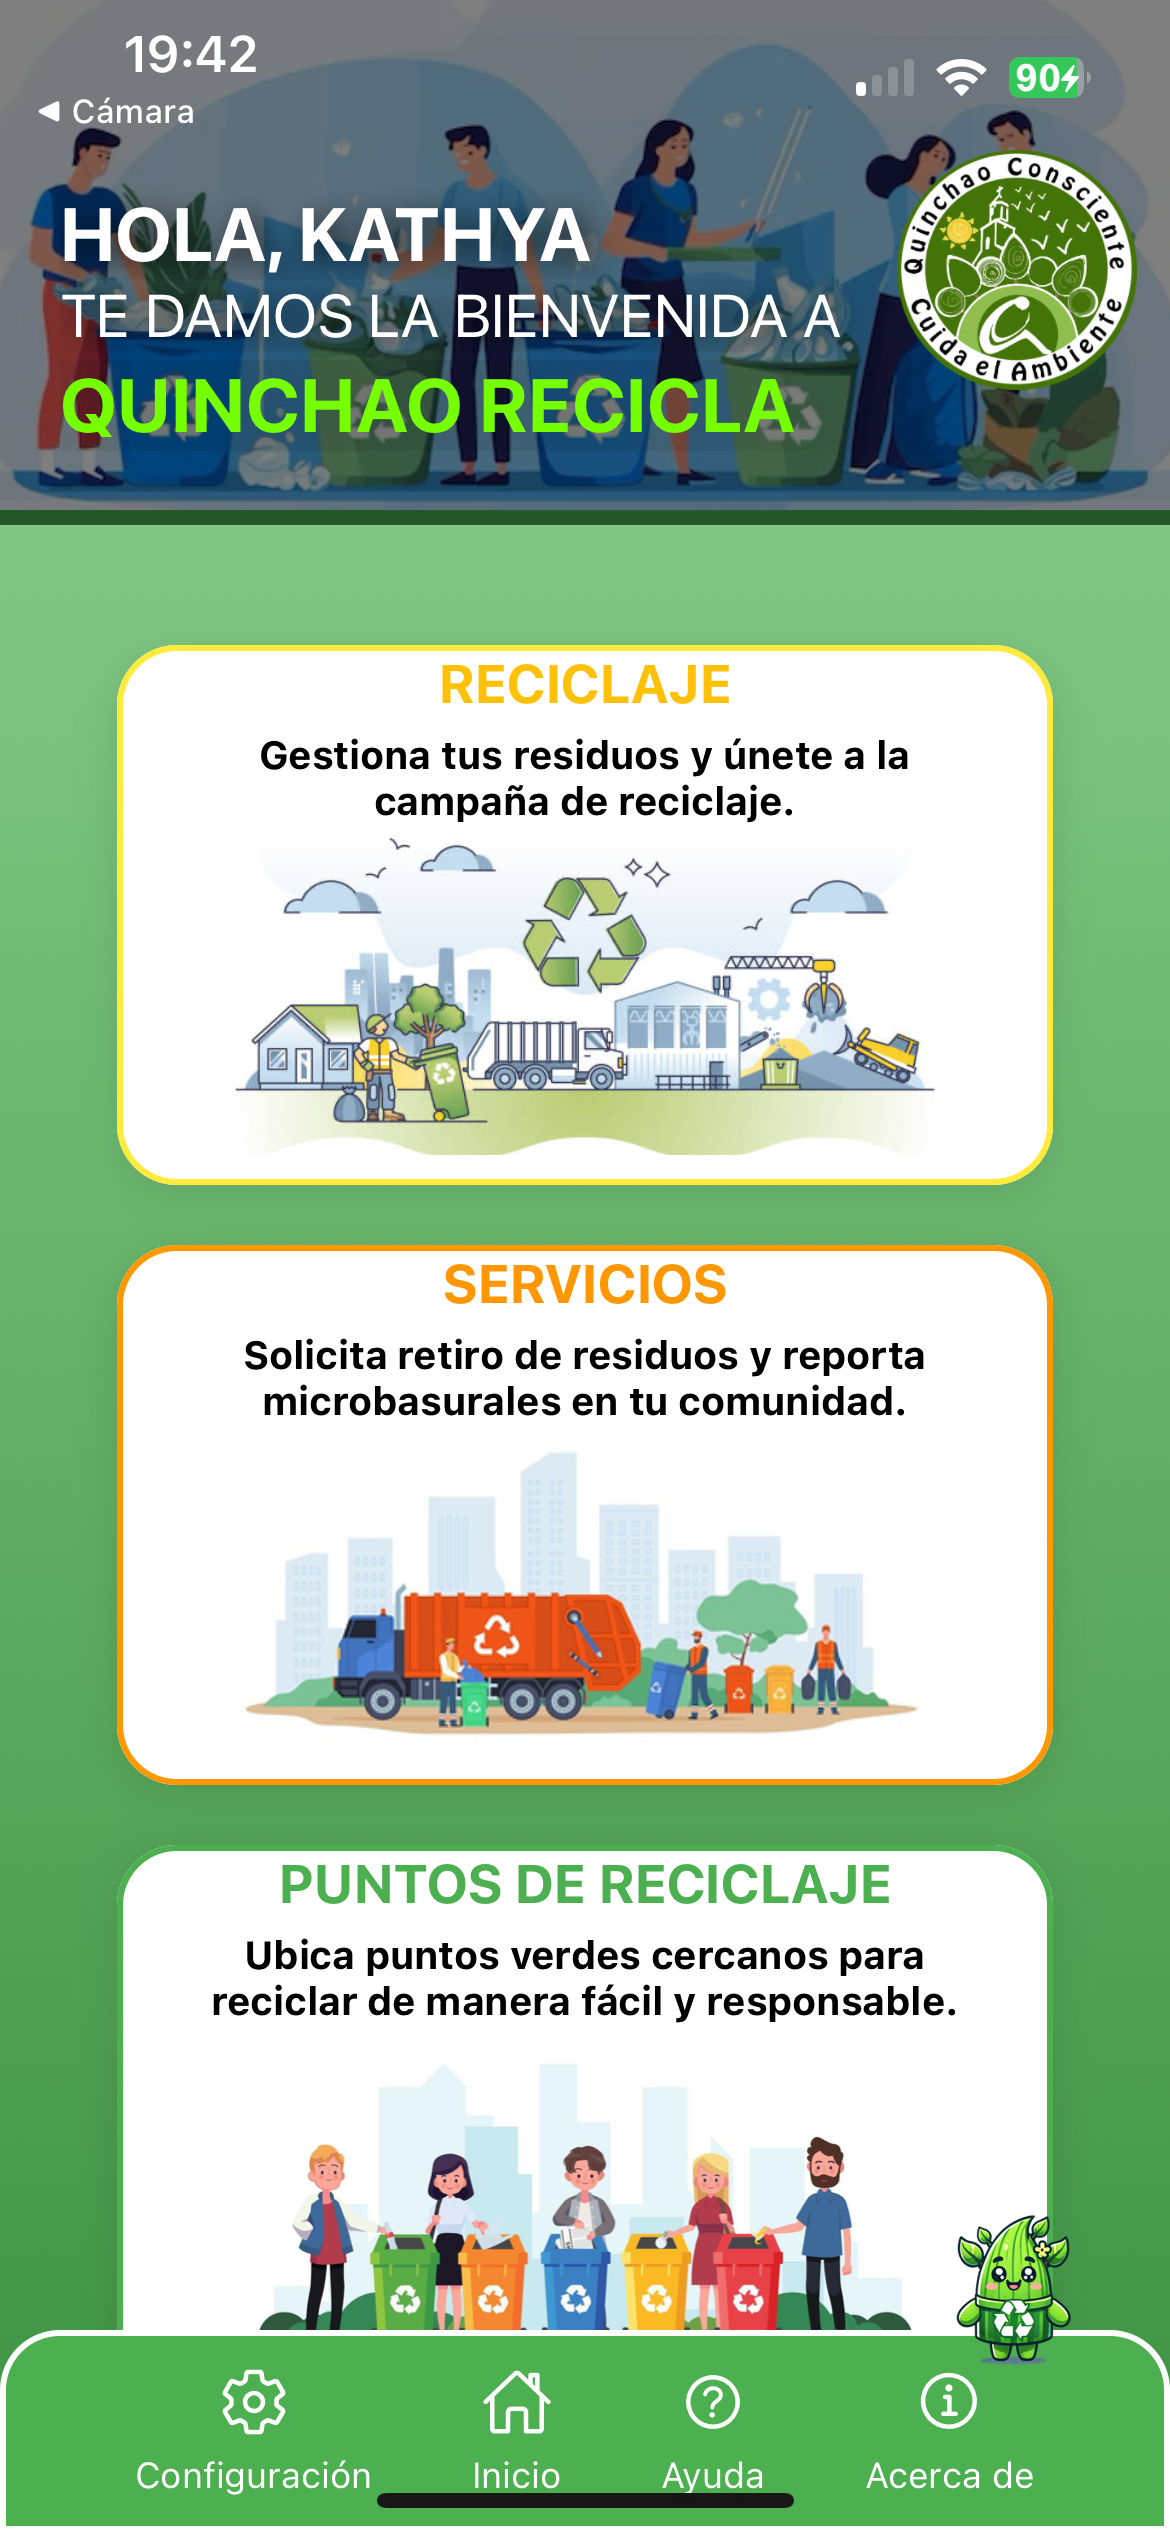 19:42
90
Cámara
HOLA, KATHYA
TE DAMOS LA BIENVENIDA A
QUINCHAO RECICLA
Quinchao Consciente
Cuida el Ambiente
RECICLAJE
Gestiona tus residuos y únete a la
campaña de reciclaje.
SERVICIOS
Solicita retiro de residuos y reporta
microbasurales en tu comunidad.
PUNTOS DE RECICLAJE
Ubica puntos verdes cercanos para
reciclar de manera fácil y responsable.
Configuración
Inicio
Ayuda
Acerca de